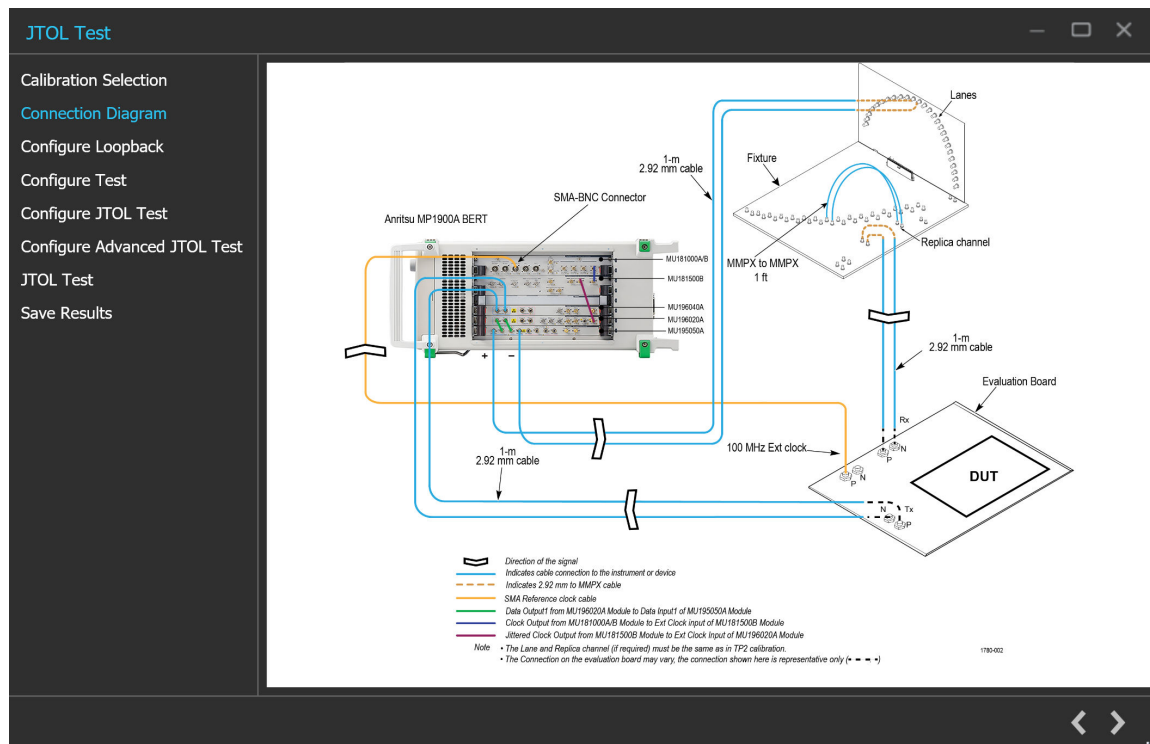 JTOL Test
Calibration Selection
Connection Diagram
Configure Loopback
Configure Test
Configure JTOL Test
Configure Advanced JTOL Test
JTOL Test
Save Results
Lanes
1-m
2.92 mm cable
Fixture
SMA-BNC Connector
Anritsu MP1900A BERT
Replica channel
MU181000A/B
MMPX to MMPX
1 ft
MU181500B
MU196040A
MU196020A
MU195050A
+ −
1-m
2.92 mm cable
Evaluation Board
Rx
100 MHz Ext clock
N
P
1-m
2.92 mm cable
N
P
DUT
N Tx
P
Direction of the signal
Indicates cable connection to the instrument or device
Indicates 2.92 mm to MMPX cable
SMA Reference clock cable
Data Output1 from MU196020A Module to Data Input1 of MU195050A Module
Clock Output from MU181000A/B Module to Ext Clock input of MU181500B Module
Jittered Clock Output from MU181500B Module to Ext Clock Input of MU196020A Module
Note • The Lane and Replica channel (if required) must be the same as in TP2 calibration.
• The Connection on the evaluation board may vary, the connection shown here is representative only ( )
1780-002